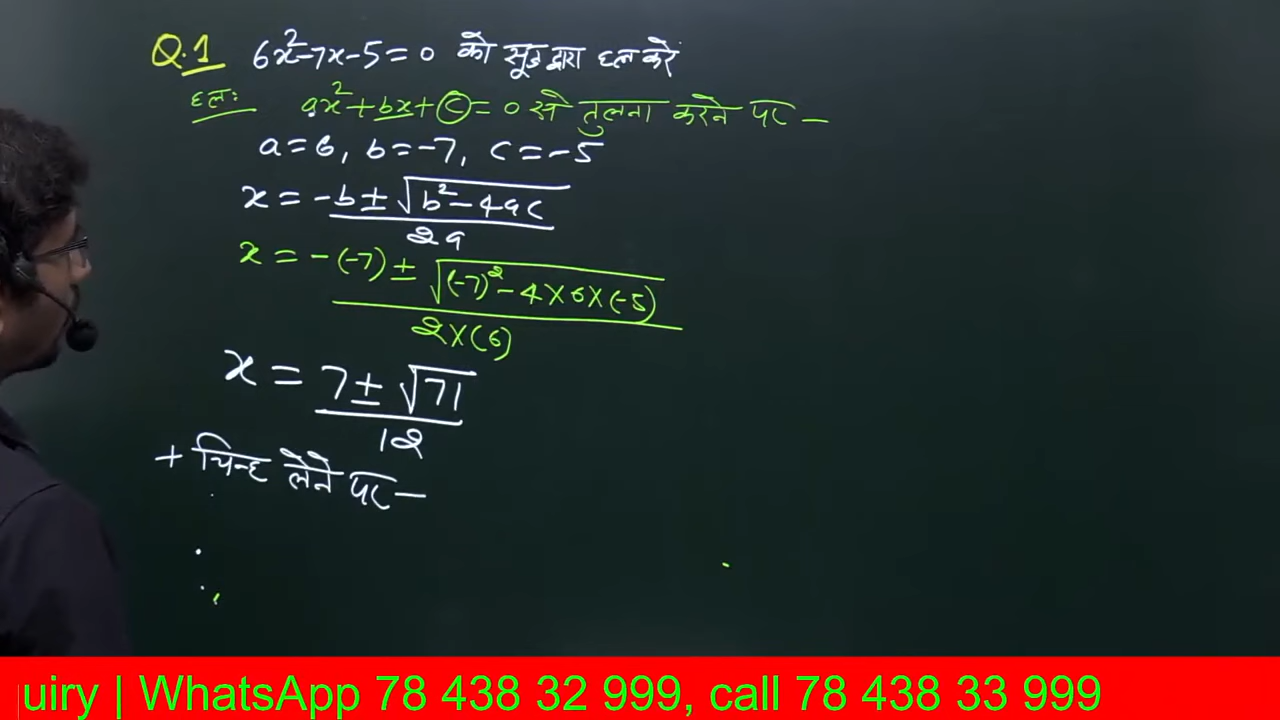 Q.1 6x²-7x-5=0 को सूत्र द्वारा हल करें
हल: ax²+bx+c=0 से तुलना करने पर —
a=6, b=-7, c=-5
x = -b ± √b²-4ac / 2a
x = -(-7) ± √(-7)²-4×6×(-5) / 2×(6)
x = 7 ± √71 / 12
+ चिन्ह लेने पर —
uiry | WhatsApp 78 438 32 999, call 78 438 33 999